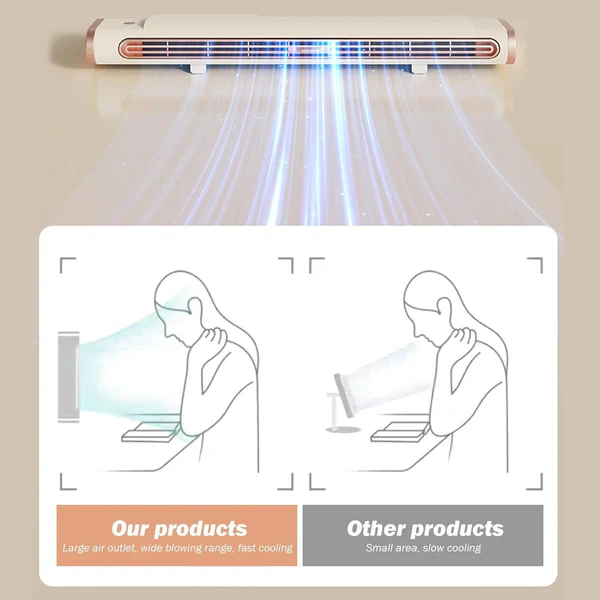 Our products
Large air outlet, wide blowing range, fast cooling
Other products
Small area, slow cooling